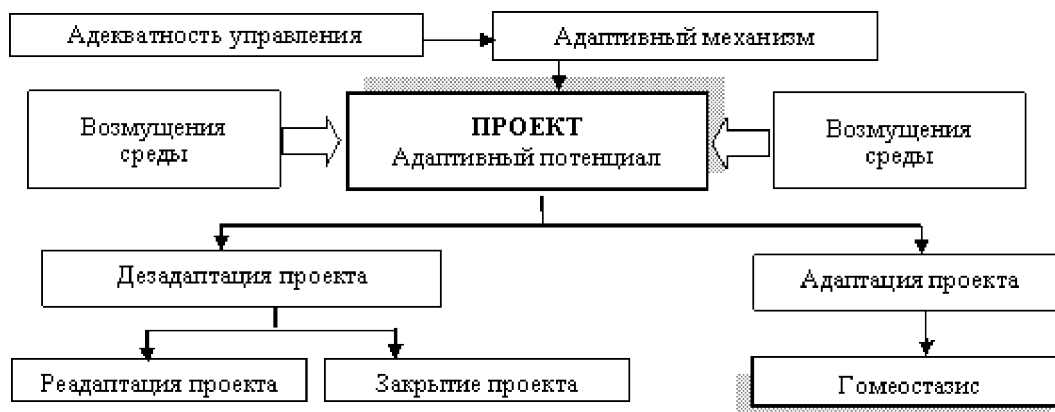 Адекватность управления
Адаптивный механизм
Возмущения
среды
ПРОЕКТ
Адаптивный потенциал
Возмущения
среды
Дезадаптация проекта
Адаптация проекта
Реадаптация проекта
Закрытие проекта
Гомеостазис